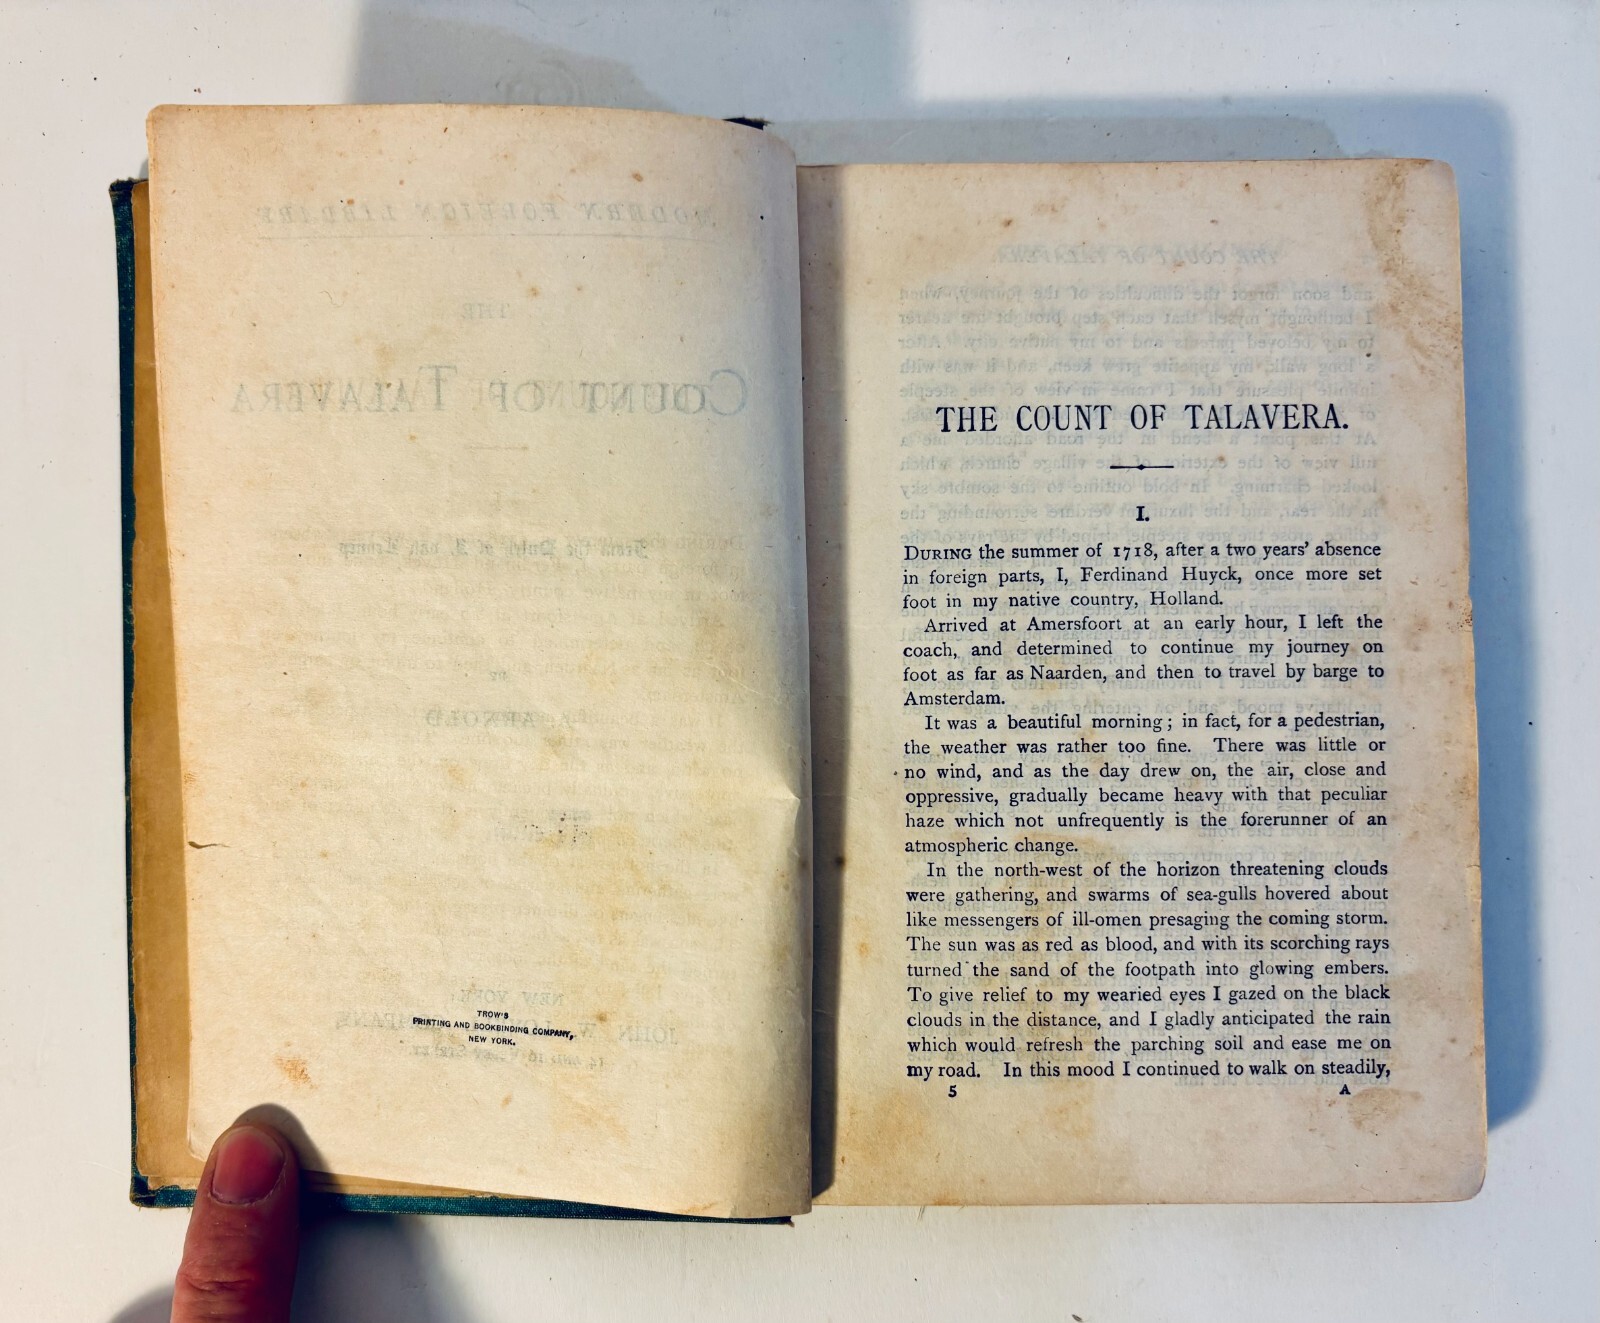 TROW'S
PRINTING AND BOOKBINDING COMPANY,
NEW YORK.
THE COUNT OF TALAVERA.
I.
DURING the summer of 1718, after a two years' absence
in foreign parts, I, Ferdinand Huyck, once more set
foot in my native country, Holland.
Arrived at Amersfoort at an early hour, I left the
coach, and determined to continue my journey on
foot as far as Naarden, and then to travel by barge to
Amsterdam.
It was a beautiful morning; in fact, for a pedestrian,
the weather was rather too fine. There was little or
no wind, and as the day drew on, the air, close and
oppressive, gradually became heavy with that peculiar
haze which not unfrequently is the forerunner of an
atmospheric change.
In the north-west of the horizon threatening clouds
were gathering, and swarms of sea-gulls hovered about
like messengers of ill-omen presaging the coming storm.
The sun was as red as blood, and with its scorching rays
turned the sand of the footpath into glowing embers.
To give relief to my wearied eyes I gazed on the black
clouds in the distance, and I gladly anticipated the rain
which would refresh the parching soil and ease me on
my road. In this mood I continued to walk on steadily,
5 A